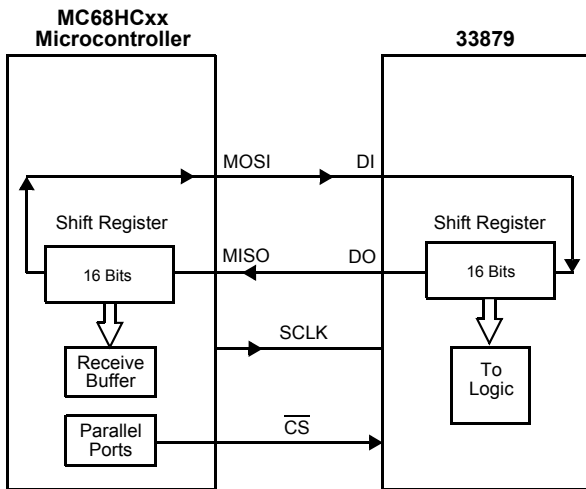 MC68HCxx
Microcontroller
33879
MOSI
DI
Shift Register
Shift Register
MISO
DO
16 Bits
16 Bits
SCLK
Receive
Buffer
To
Logic
Parallel
Ports
CS